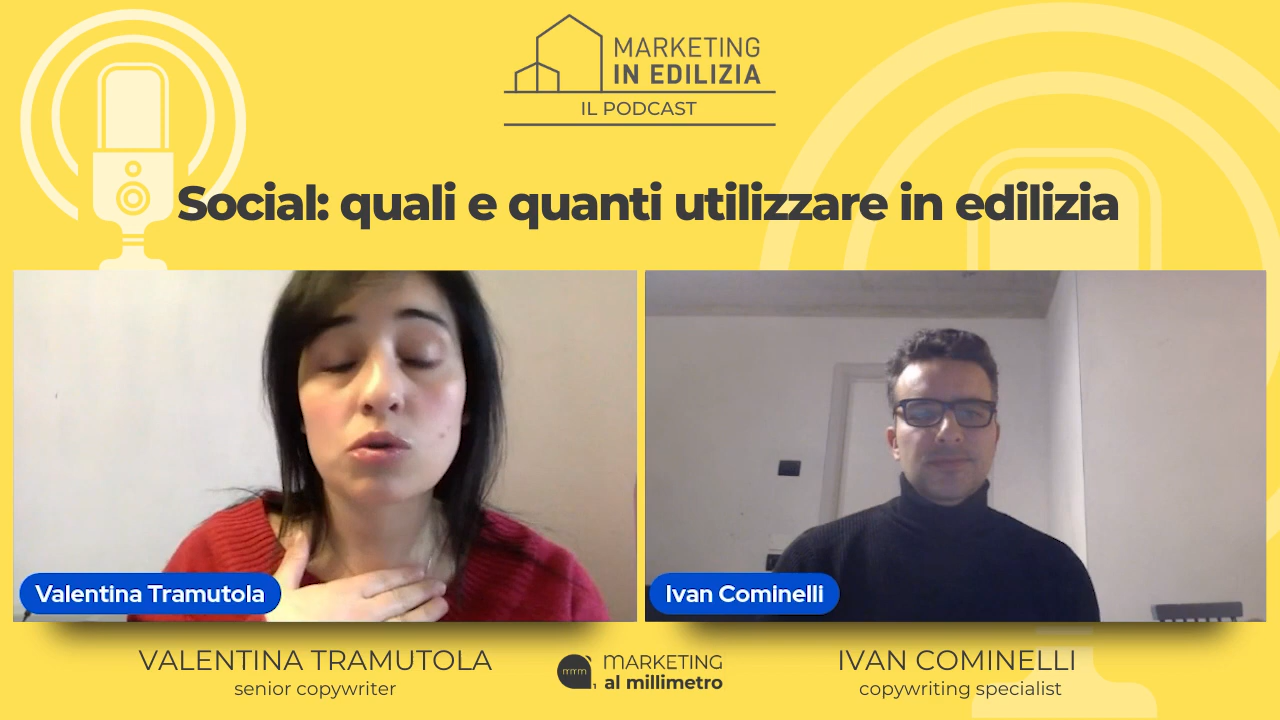 MARKETING
IN EDILIZIA
IL PODCAST
Social: quali e quanti utilizzare in edilizia
Valentina Tramutola
Ivan Cominelli
VALENTINA TRAMUTOLA
senior copywriter
mmm
MARKETING
al millimetro
IVAN COMINELLI
copywriting specialist